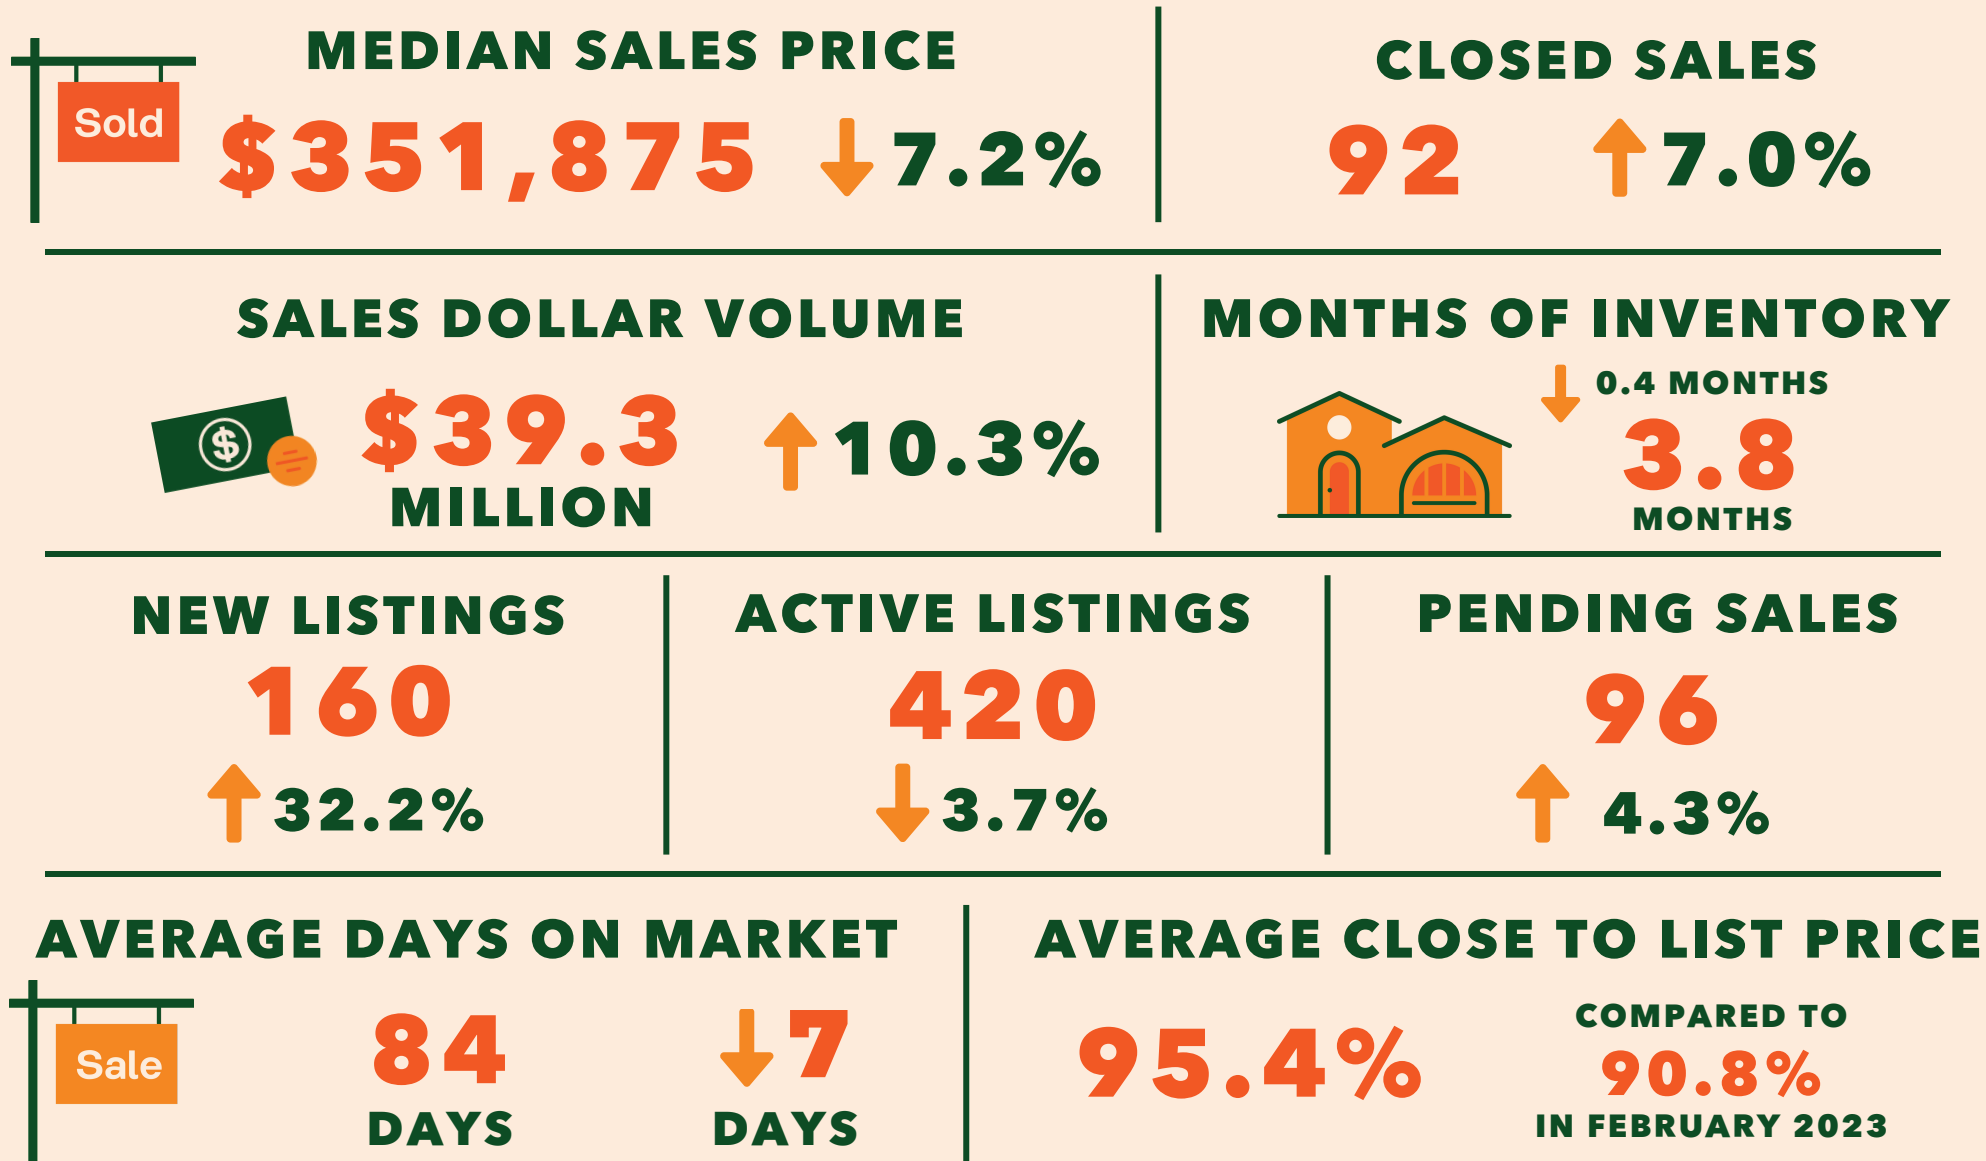 MEDIAN SALES PRICE
Sold
$351,875
↓ 7.2%
CLOSED SALES
92
↑ 7.0%
SALES DOLLAR VOLUME
$
$39.3
MILLION
↑ 10.3%
MONTHS OF INVENTORY
↓ 0.4 MONTHS
3.8
MONTHS
NEW LISTINGS
160
↑ 32.2%
ACTIVE LISTINGS
420
↓ 3.7%
PENDING SALES
96
↑ 4.3%
AVERAGE DAYS ON MARKET
Sale
84
DAYS
↓ 7
DAYS
AVERAGE CLOSE TO LIST PRICE
95.4%
COMPARED TO
90.8%
IN FEBRUARY 2023